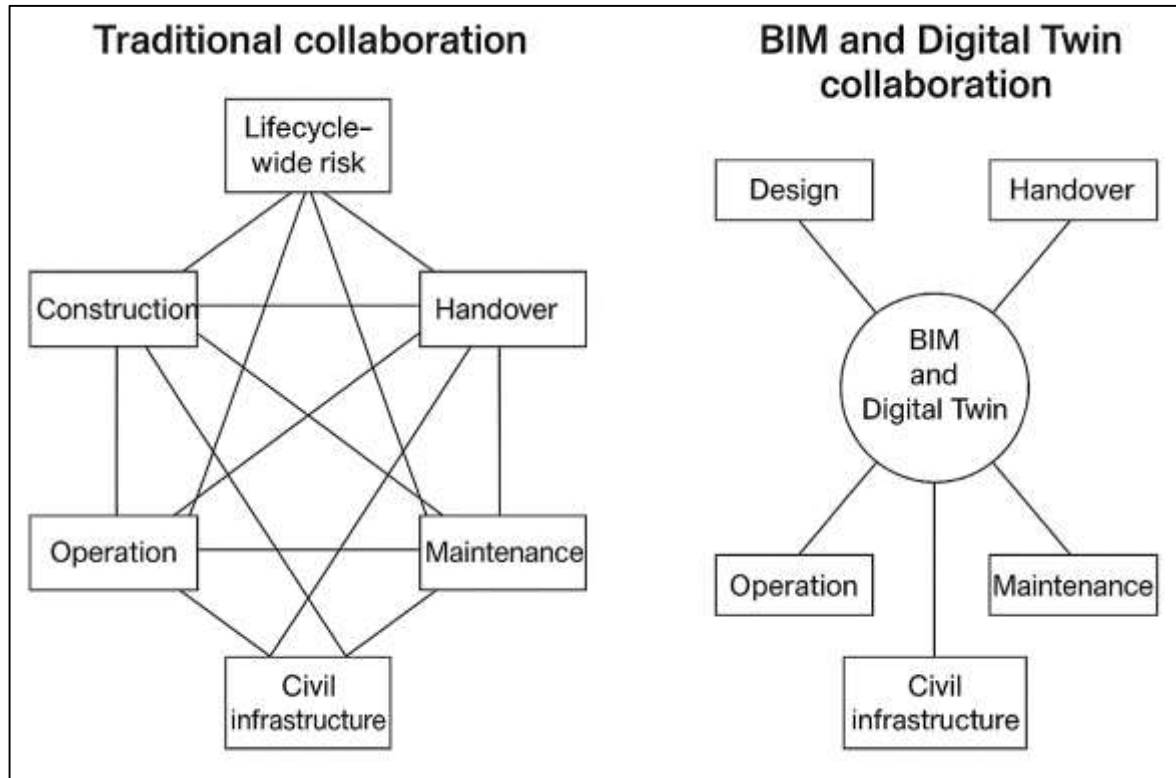 Traditional collaboration
Lifecycle-
wide risk
Construction
Handover
Operation
Maintenance
Civil
infrastructure
BIM and Digital Twin
collaboration
Design
Handover
BIM
and
Digital Twin
Operation
Maintenance
Civil
infrastructure